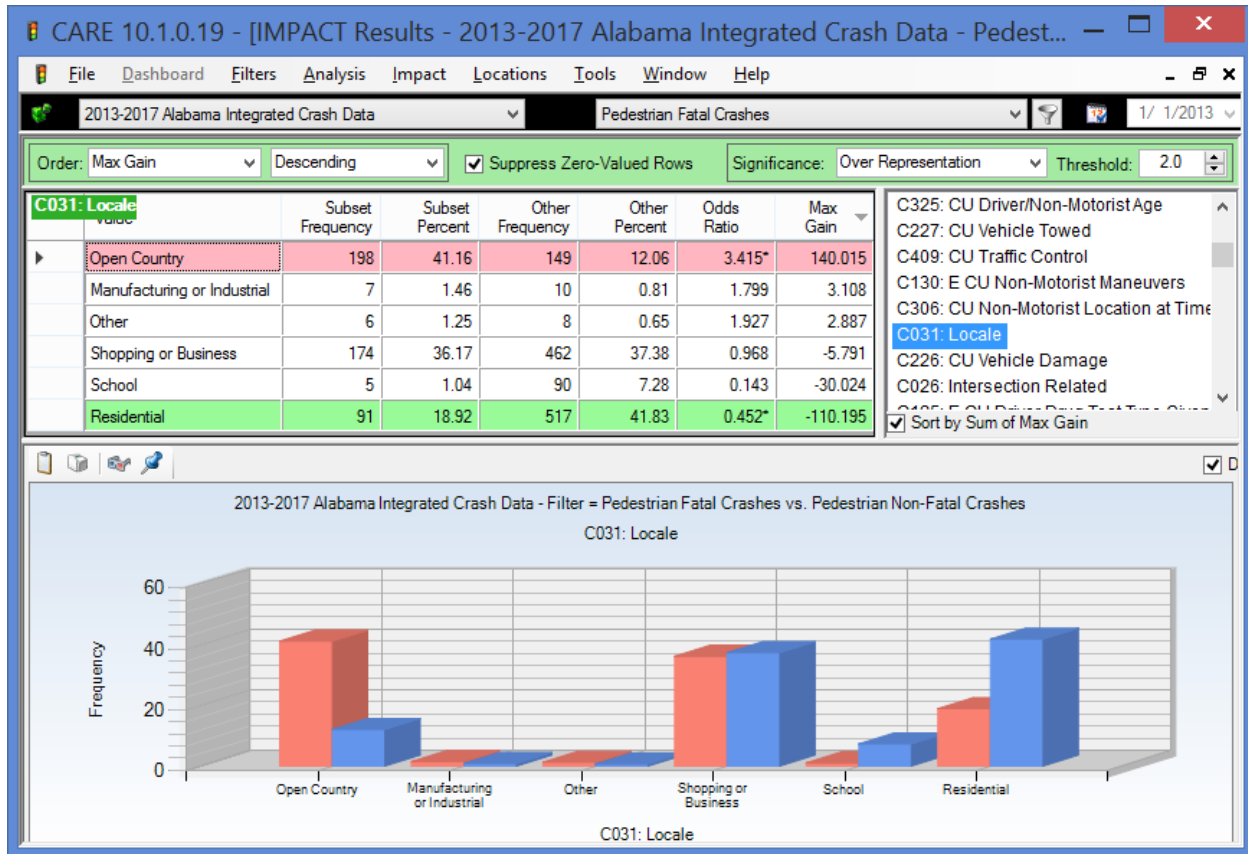 CARE 10.1.0.19 - [IMPACT Results - 2013-2017 Alabama Integrated Crash Data - Pedest...
File Dashboard Filters Analysis Impact Locations Tools Window Help
2013-2017 Alabama Integrated Crash Data Pedestrian Fatal Crashes 1/ 1/2013
Order: Max Gain Descending Suppress Zero-Valued Rows Significance: Over Representation Threshold: 2.0
C031: Locale Subset Frequency Subset Percent Other Frequency Other Percent Odds Ratio Max Gain
Open Country 198 41.16 149 12.06 3.415* 140.015
Manufacturing or Industrial 7 1.46 10 0.81 1.799 3.108
Other 6 1.25 8 0.65 1.927 2.887
Shopping or Business 174 36.17 462 37.38 0.968 -5.791
School 5 1.04 90 7.28 0.143 -30.024
Residential 91 18.92 517 41.83 0.452* -110.195
C325: CU Driver/Non-Motorist Age
C227: CU Vehicle Towed
C409: CU Traffic Control
C130: E CU Non-Motorist Maneuvers
C306: CU Non-Motorist Location at Time
C031: Locale
C226: CU Vehicle Damage
C026: Intersection Related
Sort by Sum of Max Gain
D
2013-2017 Alabama Integrated Crash Data - Filter = Pedestrian Fatal Crashes vs. Pedestrian Non-Fatal Crashes
C031: Locale
Frequency
60
40
20
0
Open Country
Manufacturing
or Industrial
Other
Shopping or
Business
School
Residential
C031: Locale